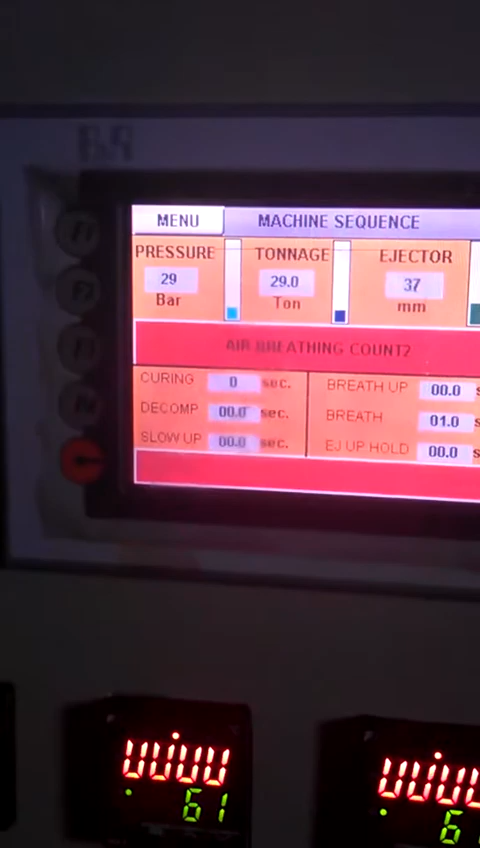 B&R
MENU MACHINE SEQUENCE
PRESSURE TONNAGE EJECTOR
29 29.0 37
Bar Ton mm
AIR BREATHING COUNT2
CURING 0 sec. BREATH UP 00.0 s
DECOMP 00.0 sec. BREATH 01.0 s
SLOW UP 00.0 sec. EJ UP HOLD 00.0 s
61 6